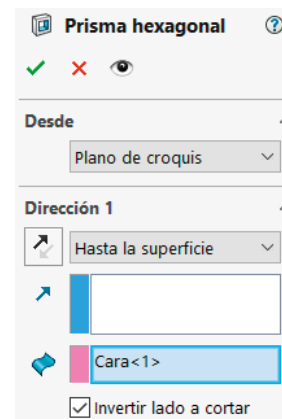 Prisma hexagonal
Desde
Plano de croquis
Dirección 1
Hasta la superficie
Cara<1>
Invertir lado a cortar